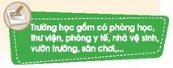 Trường học gồm có phòng học,
thư viện, phòng y tế, nhà vệ sinh,
vườn trường, sân chơi,...